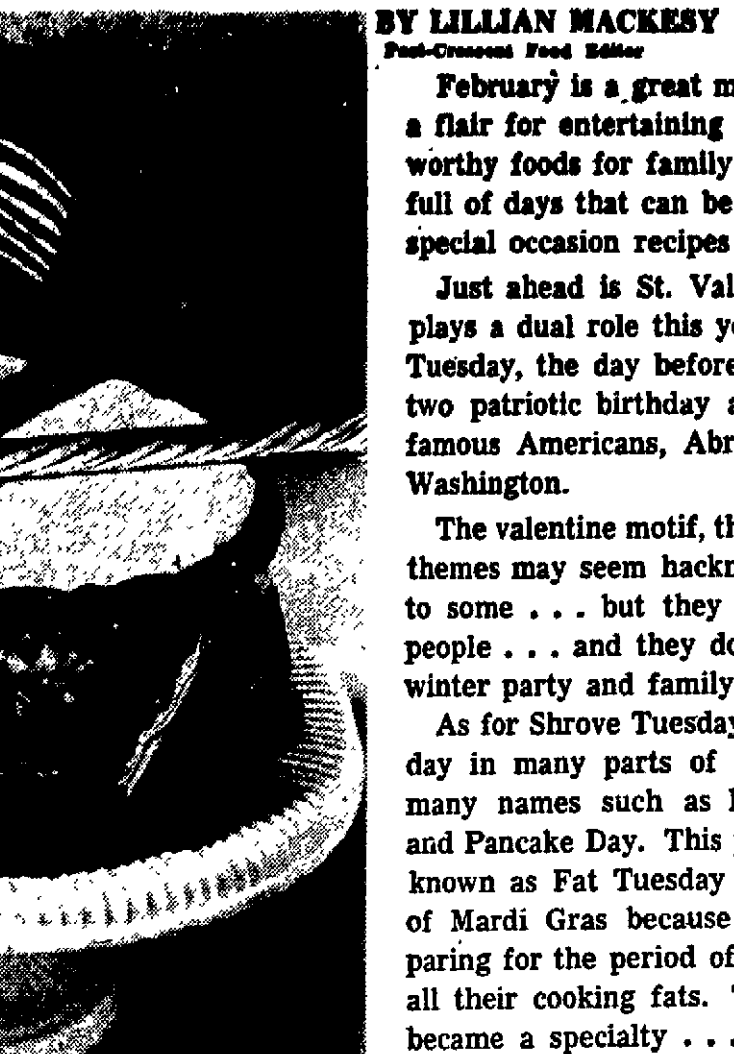 BY LILLIAN MACKESY
Post-Crescent Food Editor
February is a great m
a flair for entertaining
worthy foods for family
full of days that can be
special occasion recipes
Just ahead is St. Val
plays a dual role this ye
Tuesday, the day before
two patriotic birthday a
famous Americans, Abr
Washington.
The valentine motif, th
themes may seem hackn
to some . . . but they
people . . . and they do
winter party and family
As for Shrove Tuesday
day in many parts of
many names such as
and Pancake Day. This
known as Fat Tuesday
of Mardi Gras because
paring for the period of
all their cooking fats.
became a specialty . . .